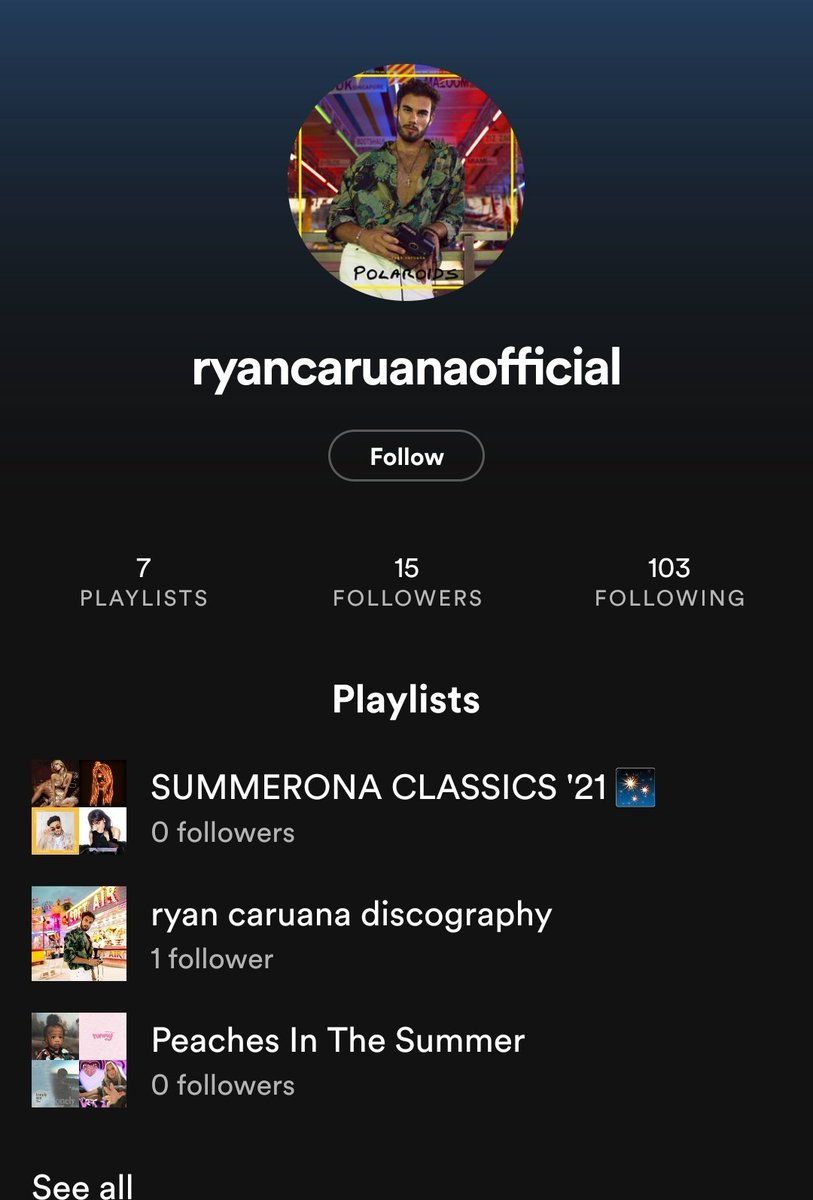 POLAROIDS
ryancaruanaofficial
Follow
7
PLAYLISTS
15
FOLLOWERS
103
FOLLOWING
Playlists
SUMMERONA CLASSICS '21 🎇
0 followers
ryan caruana discography
1 follower
Peaches In The Summer
0 followers
See all